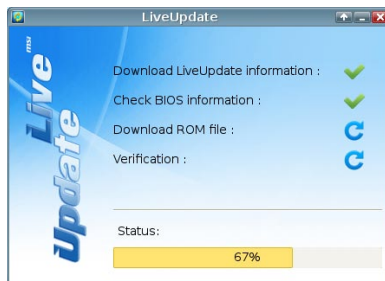 LiveUpdate
msi
Live
Update
Download LiveUpdate information :
Check BIOS information :
Download ROM file :
Verification :
Status:
67%